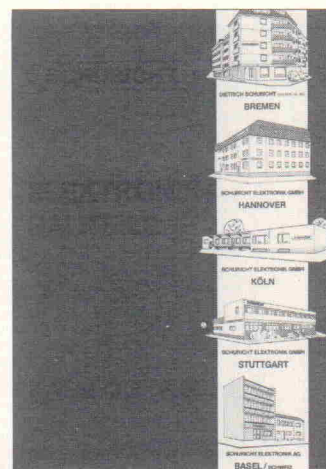 DIETRICH SCHURICHT
BREMEN
SCHURICHT ELEKTRONIK GMBH
HANNOVER
SCHURICHT ELEKTRONIK GMBH
KÖLN
SCHURICHT ELEKTRONIK GMBH
STUTTGART
SCHURICHT ELEKTRONIK AG
BASEL / SCHWEIZ